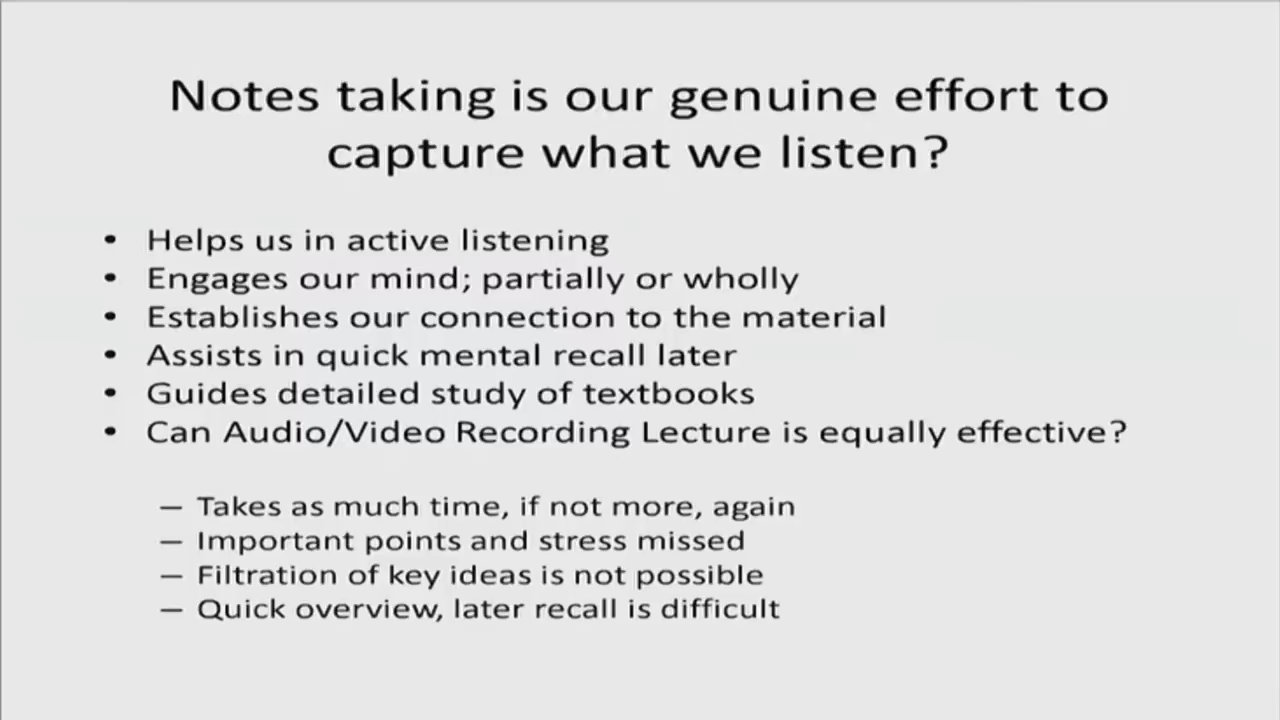 Notes taking is our genuine effort to
capture what we listen?
• Helps us in active listening
• Engages our mind; partially or wholly
• Establishes our connection to the material
• Assists in quick mental recall later
• Guides detailed study of textbooks
• Can Audio/Video Recording Lecture is equally effective?
– Takes as much time, if not more, again
– Important points and stress missed
– Filtration of key ideas is not possible
– Quick overview, later recall is difficult